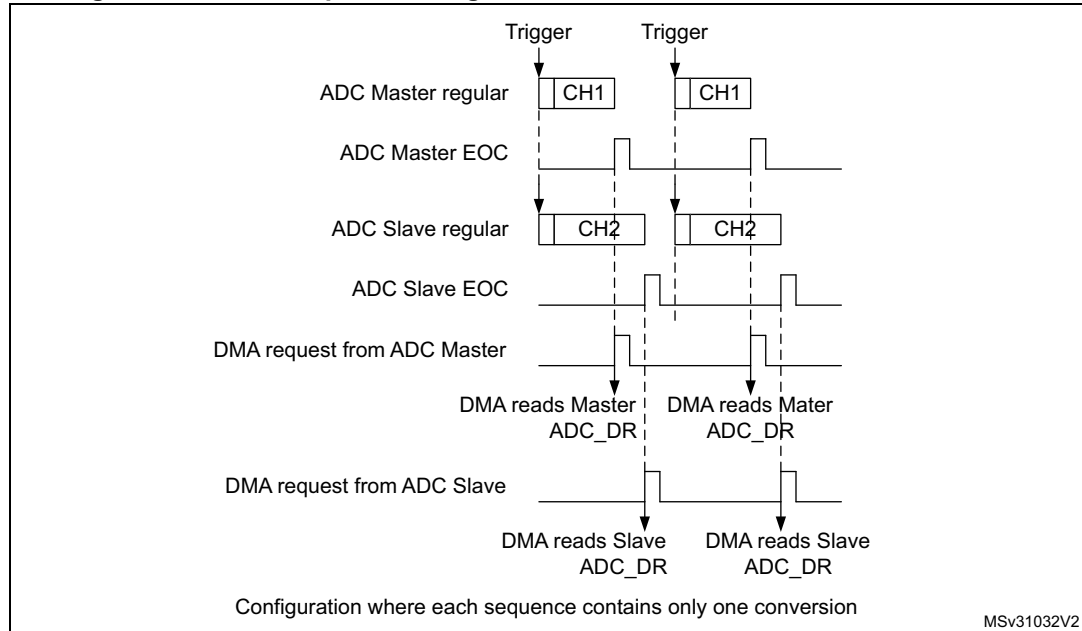 Trigger Trigger
ADC Master regular CH1 CH1
ADC Master EOC
ADC Slave regular CH2 CH2
ADC Slave EOC
DMA request from ADC Master
DMA reads Master DMA reads Mater
ADC_DR ADC_DR
DMA request from ADC Slave
DMA reads Slave DMA reads Slave
ADC_DR ADC_DR
Configuration where each sequence contains only one conversion
MSv31032V2